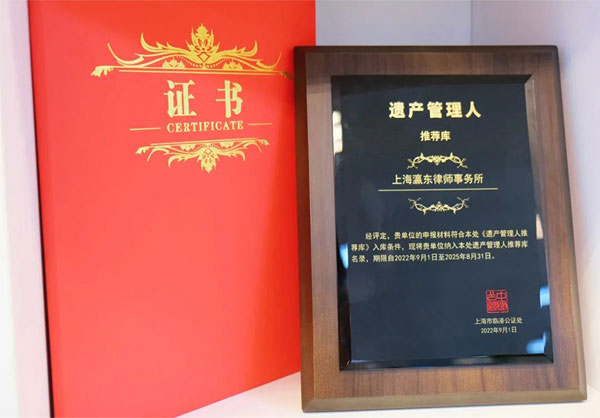 证书
CERTIFICATE
遗产管理人
推荐库
上海瀛东律师事务所
经评定，贵单位的申报材料符合本处《遗产管理人推
荐库》入库条件，现将贵单位纳入本处遗产管理人推荐库
名录，期限自2022年9月1日至2025年8月31日。
上海市临港公证处
2022年9月1日